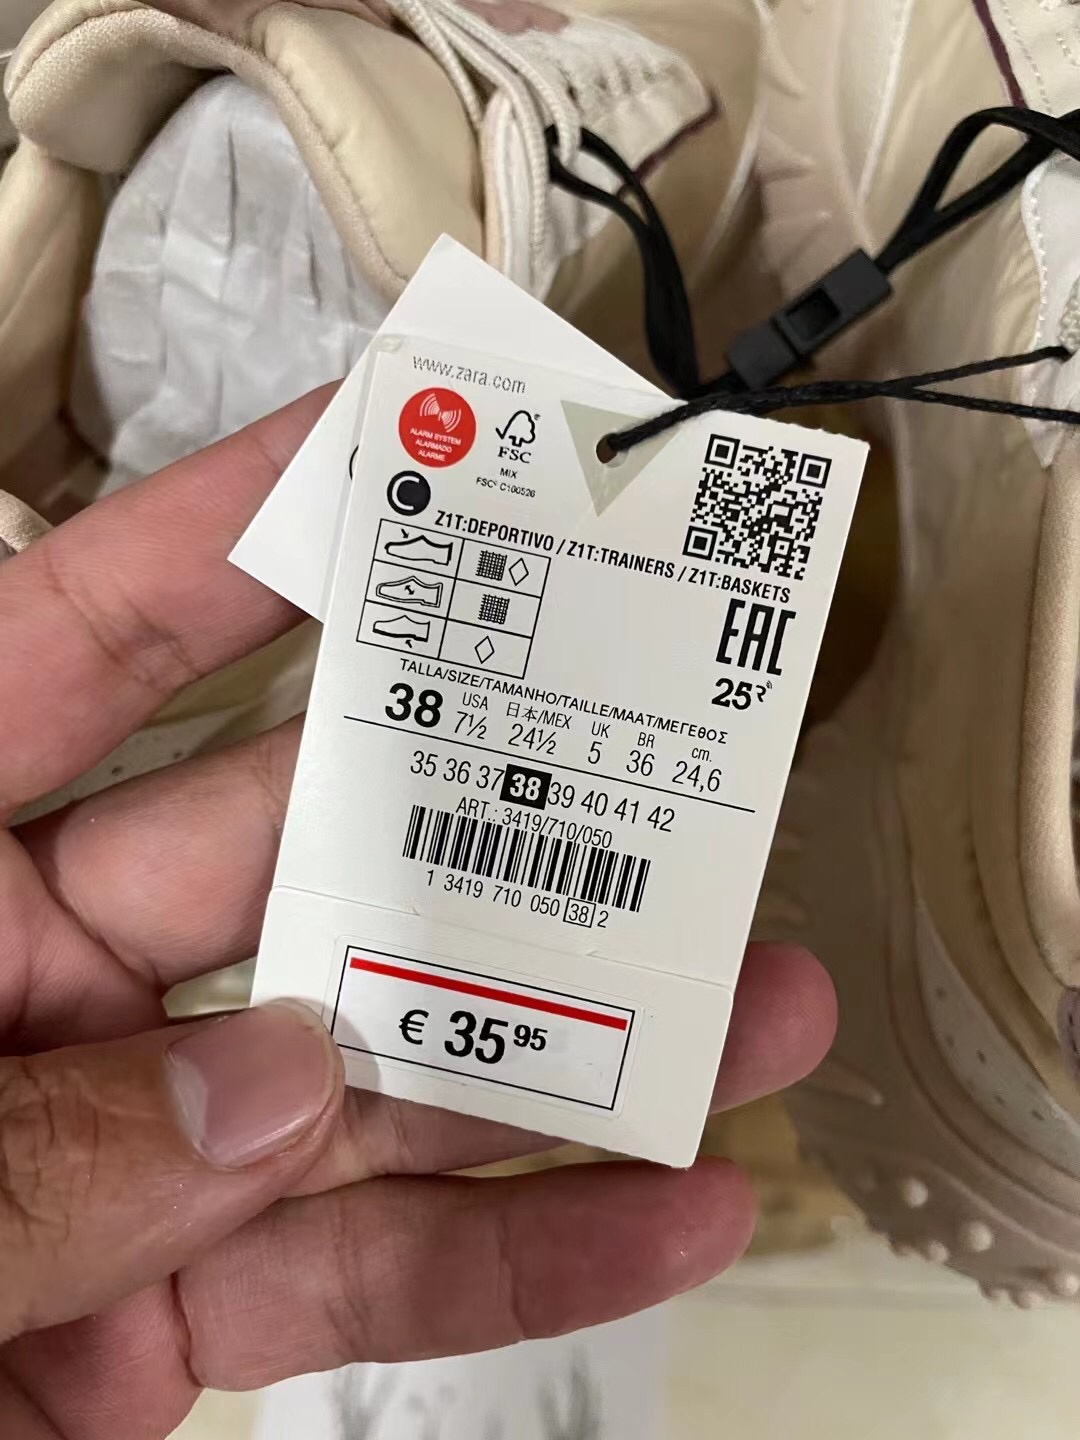 www.zara.com
ALARM SYSTEM
ALARMADO
ALARME
FSC
MIX
FSC® C100526
C
Z1T:DEPORTIVO / Z1T:TRAINERS / Z1T:BASKETS
EAC
25
TALLA/SIZE/TAMANHO/TAILLE/MAAT/ΜΕΓΕΘΟΣ
38 USA 7½ 日本/MEX 24½ UK 5 BR 36 cm. 24,6
35 36 37 38 39 40 41 42
ART.: 3419/710/050
1 3419 710 050 38 2
€ 35 95